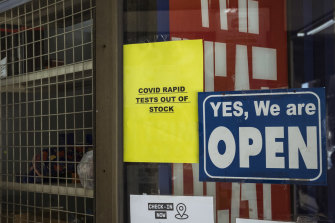 COVID RAPID
TESTS OUT OF
STOCK
YES, We are
OPEN
CHECK-IN
NOW